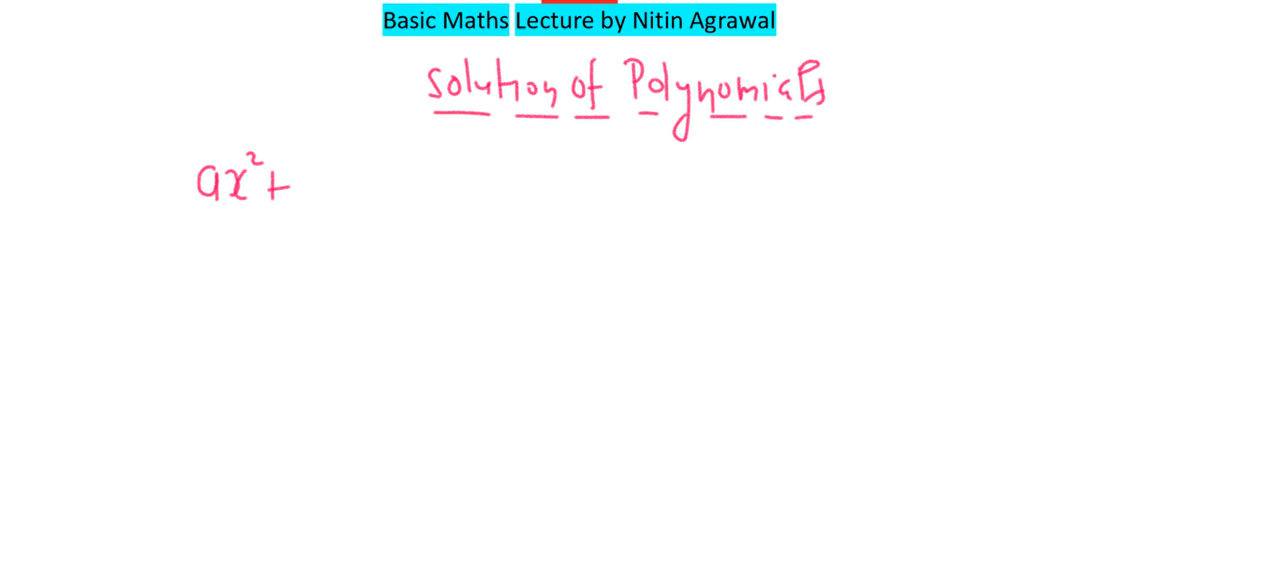 Basic Maths Lecture by Nitin Agrawal
Solution of Polynomials
ax²+